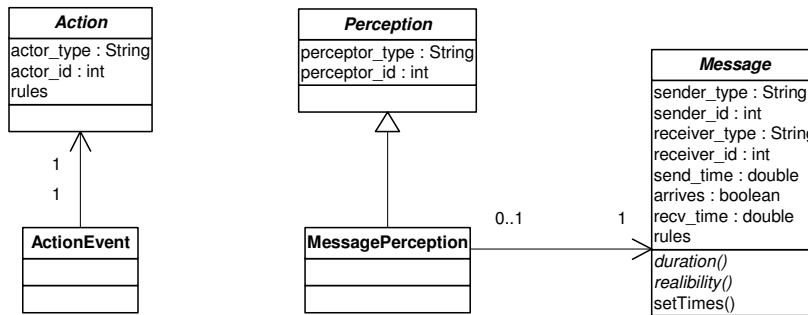 Action
actor_type : String
actor_id : int
rules
1
1
ActionEvent
Perception
perceptor_type : String
perceptor_id : int
MessagePerception
0..1
1
Message
sender_type : String
sender_id : int
receiver_type : String
receiver_id : int
send_time : double
arrives : boolean
recv_time : double
rules
duration()
realibility()
setTimes()